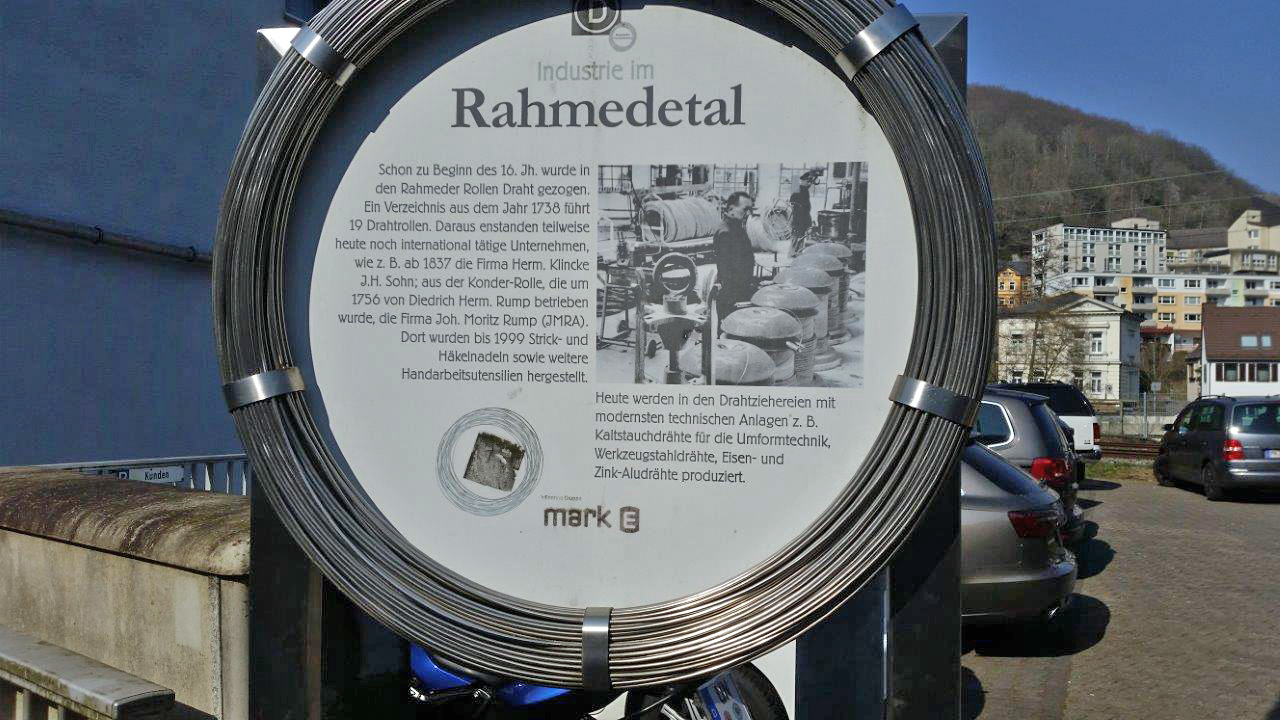 D
Industrie im
Rahmedetal
Schon zu Beginn des 16. Jh. wurde in
den Rahmeder Rollen Draht gezogen.
Ein Verzeichnis aus dem Jahr 1738 führt
19 Drahtrollen. Daraus enstanden teilweise
heute noch international tätige Unternehmen,
wie z. B. ab 1837 die Firma Herm. Klincke
J.H. Sohn; aus der Konder-Rolle, die um
1756 von Diedrich Herm. Rump betrieben
wurde, die Firma Joh. Moritz Rump (JMRA).
Dort wurden bis 1999 Strick- und
Häkelnadeln sowie weitere
Handarbeitsutensilien hergestellt.
Heute werden in den Drahtziehereien mit
modernsten technischen Anlagen z. B.
Kaltstauchdrähte für die Umformtechnik,
Werkzeugstahldrähte, Eisen- und
Zink-Aludrähte produziert.
mark E
Kunden